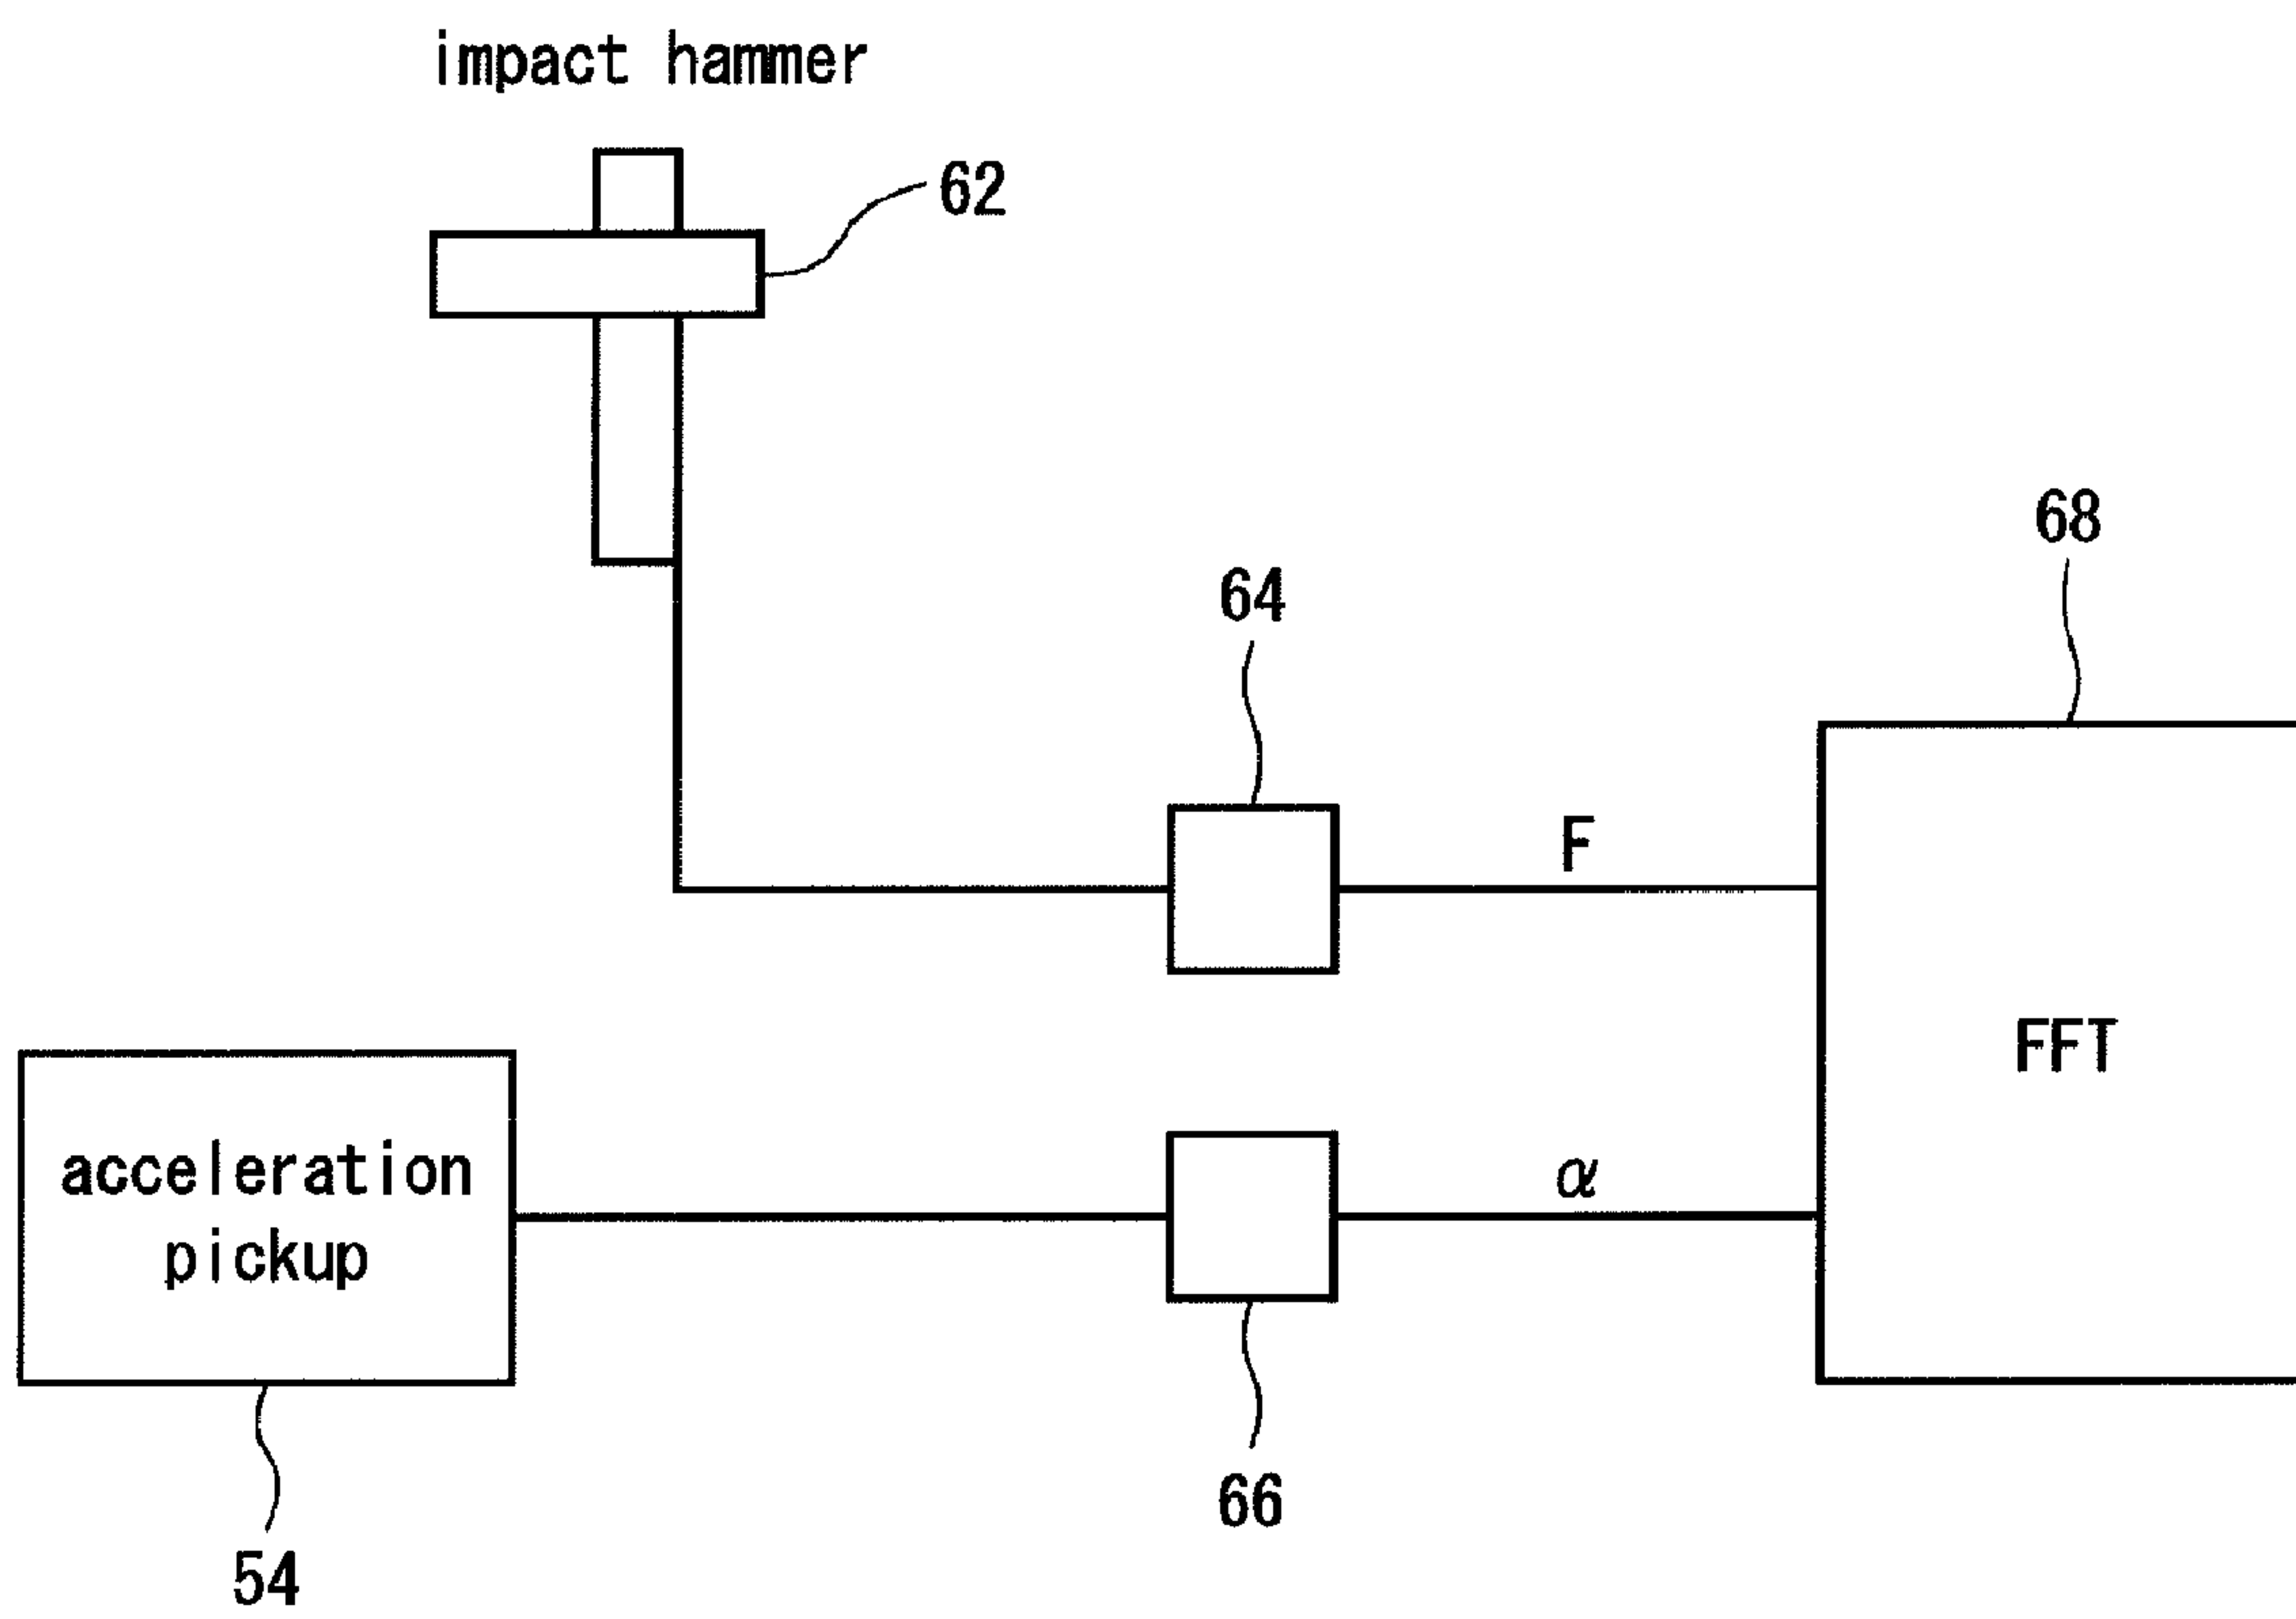 impact hammer
62
68
64
F
FFT
acceleration
pickup
α
66
54